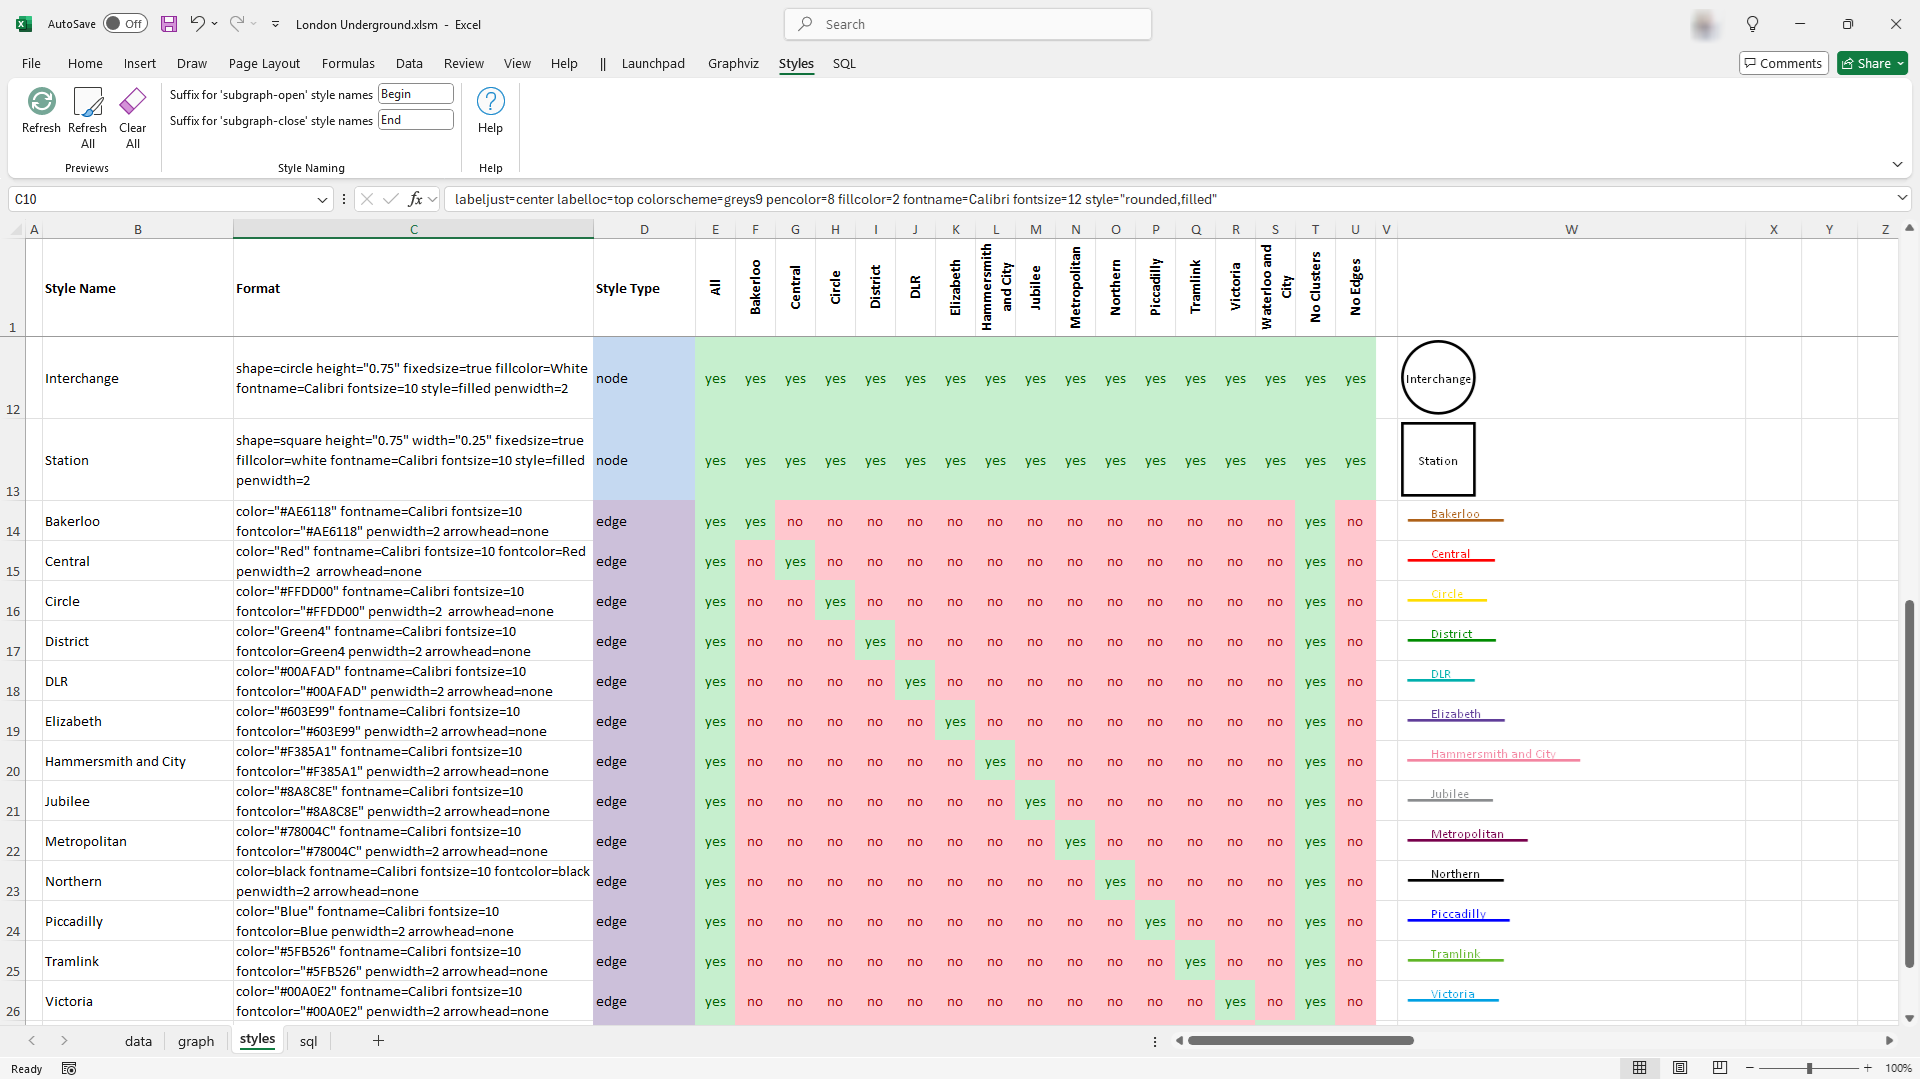 AutoSave Off London Underground.xlsm - Excel Search
File Home Insert Draw Page Layout Formulas Data Review View Help || Launchpad Graphviz Styles SQL Comments Share
Refresh Refresh All Clear All
Suffix for 'subgraph-open' style names Begin
Suffix for 'subgraph-close' style names End
Help
Previews Style Naming Help
C10 fx labeljust=center labelloc=top colorscheme=greys9 pencolor=8 fillcolor=2 fontname=Calibri fontsize=12 style="rounded,filled"
A B C D E F G H I J K L M N O P Q R S T U V W X Y Z
1 Style Name Format Style Type All Bakerloo Central Circle District DLR Elizabeth Hammersmith and City Jubilee Metropolitan Northern Piccadilly Tramlink Victoria Waterloo and City No Clusters No Edges
12 Interchange shape=circle height="0.75" fixedsize=true fillcolor=White
fontname=Calibri fontsize=10 style=filled penwidth=2 node yes yes yes yes yes yes yes yes yes yes yes yes yes yes yes yes yes Interchange
13 Station shape=square height="0.75" width="0.25" fixedsize=true
fillcolor=white fontname=Calibri fontsize=10 style=filled
penwidth=2 node yes yes yes yes yes yes yes yes yes yes yes yes yes yes yes yes yes Station
14 Bakerloo color="#AE6118" fontname=Calibri fontsize=10
fontcolor="#AE6118" penwidth=2 arrowhead=none edge yes yes no no no no no no no no no no no no no yes no Bakerloo
15 Central color="Red" fontname=Calibri fontsize=10 fontcolor=Red
penwidth=2 arrowhead=none edge yes no yes no no no no no no no no no no no no yes no Central
16 Circle color="#FFDD00" fontname=Calibri fontsize=10
fontcolor="#FFDD00" penwidth=2 arrowhead=none edge yes no no yes no no no no no no no no no no no yes no Circle
17 District color="Green4" fontname=Calibri fontsize=10
fontcolor=Green4 penwidth=2 arrowhead=none edge yes no no no yes no no no no no no no no no no yes no District
18 DLR color="#00AFAD" fontname=Calibri fontsize=10
fontcolor="#00AFAD" penwidth=2 arrowhead=none edge yes no no no no yes no no no no no no no no no yes no DLR
19 Elizabeth color="#603E99" fontname=Calibri fontsize=10
fontcolor="#603E99" penwidth=2 arrowhead=none edge yes no no no no no yes no no no no no no no no yes no Elizabeth
20 Hammersmith and City color="#F385A1" fontname=Calibri fontsize=10
fontcolor="#F385A1" penwidth=2 arrowhead=none edge yes no no no no no no yes no no no no no no no yes no Hammersmith and City
21 Jubilee color="#8A8C8E" fontname=Calibri fontsize=10
fontcolor="#8A8C8E" penwidth=2 arrowhead=none edge yes no no no no no no no yes no no no no no no yes no Jubilee
22 Metropolitan color="#78004C" fontname=Calibri fontsize=10
fontcolor="#78004C" penwidth=2 arrowhead=none edge yes no no no no no no no no yes no no no no no yes no Metropolitan
23 Northern color=black fontname=Calibri fontsize=10 fontcolor=black
penwidth=2 arrowhead=none edge yes no no no no no no no no no yes no no no no yes no Northern
24 Piccadilly color="Blue" fontname=Calibri fontsize=10
fontcolor=Blue penwidth=2 arrowhead=none edge yes no no no no no no no no no no yes no no no yes no Piccadilly
25 Tramlink color="#5FB526" fontname=Calibri fontsize=10
fontcolor="#5FB526" penwidth=2 arrowhead=none edge yes no no no no no no no no no no no yes no no yes no Tramlink
26 Victoria color="#00A0E2" fontname=Calibri fontsize=10
fontcolor="#00A0E2" penwidth=2 arrowhead=none edge yes no no no no no no no no no no no no yes no yes no Victoria
data graph styles sql
Ready 100%